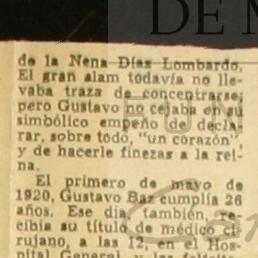 DE M
de la Nena Díaz Lombardo.
El gran alam todavía no lle-
vaba traza de concentrarse;
pero Gustavo no cejaba en su
simbólico empeño de decla-
rar, sobre todo, "un corazón",
y de hacerle finezas a la rei-
na.
El primero de mayo de
1920, Gustavo Baz cumplía 26
años. Ese día, también, re-
cibía su título de médico ci-
rujano, a las 12, en el Hos-
pital General, y las